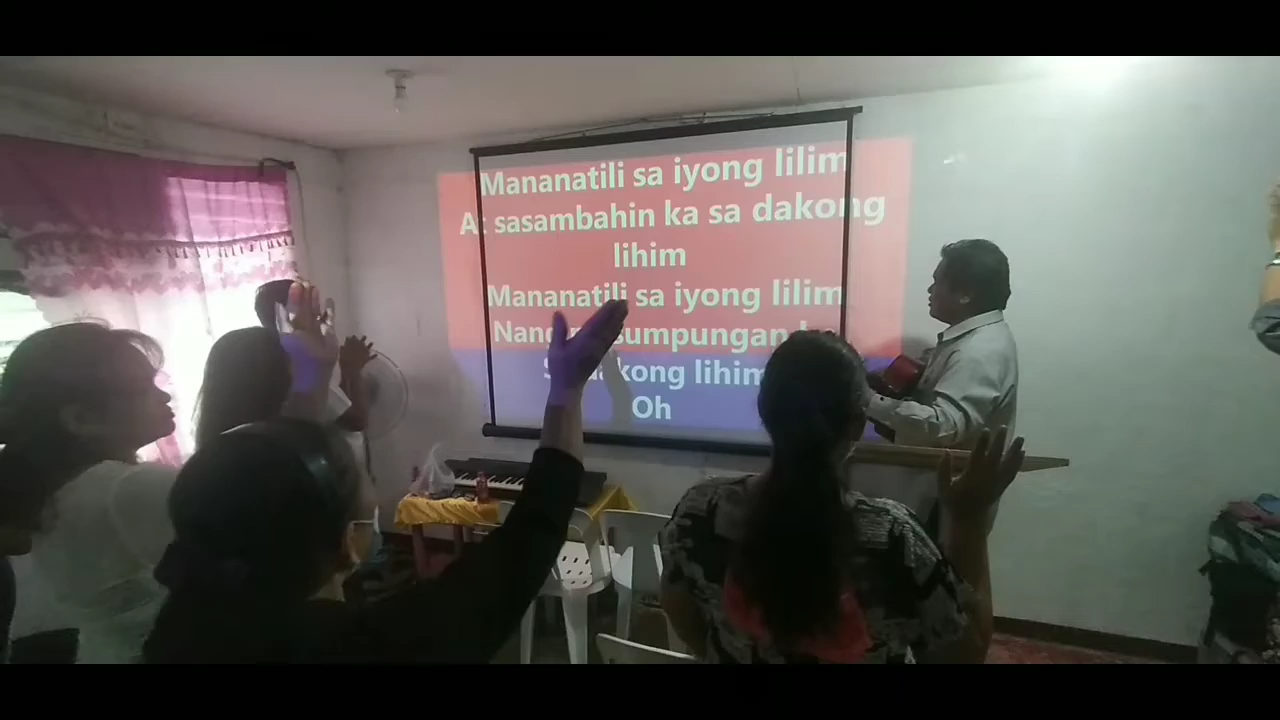 Mananatili sa iyong lilim
At sasambahin ka sa dakong
lihim
Mananatili sa iyong lilim
kong lihim
Oh